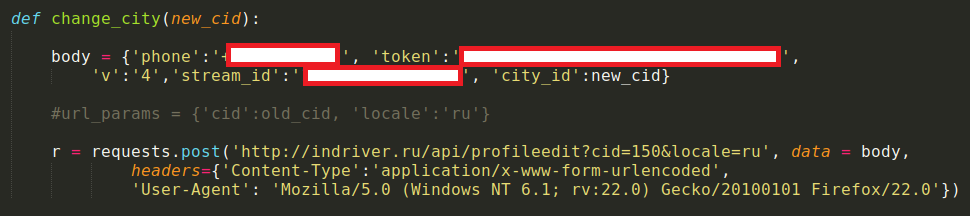 def change_city(new_cid):
body = {'phone':'+ ', 'token':' ',
'v':'4','stream_id':' ', 'city_id':new_cid}
#url_params = {'cid':old_cid, 'locale':'ru'}
r = requests.post('http://indriver.ru/api/profileedit?cid=150&locale=ru', data = body,
headers={'Content-Type':'application/x-www-form-urlencoded',
'User-Agent': 'Mozilla/5.0 (Windows NT 6.1; rv:22.0) Gecko/20100101 Firefox/22.0'})